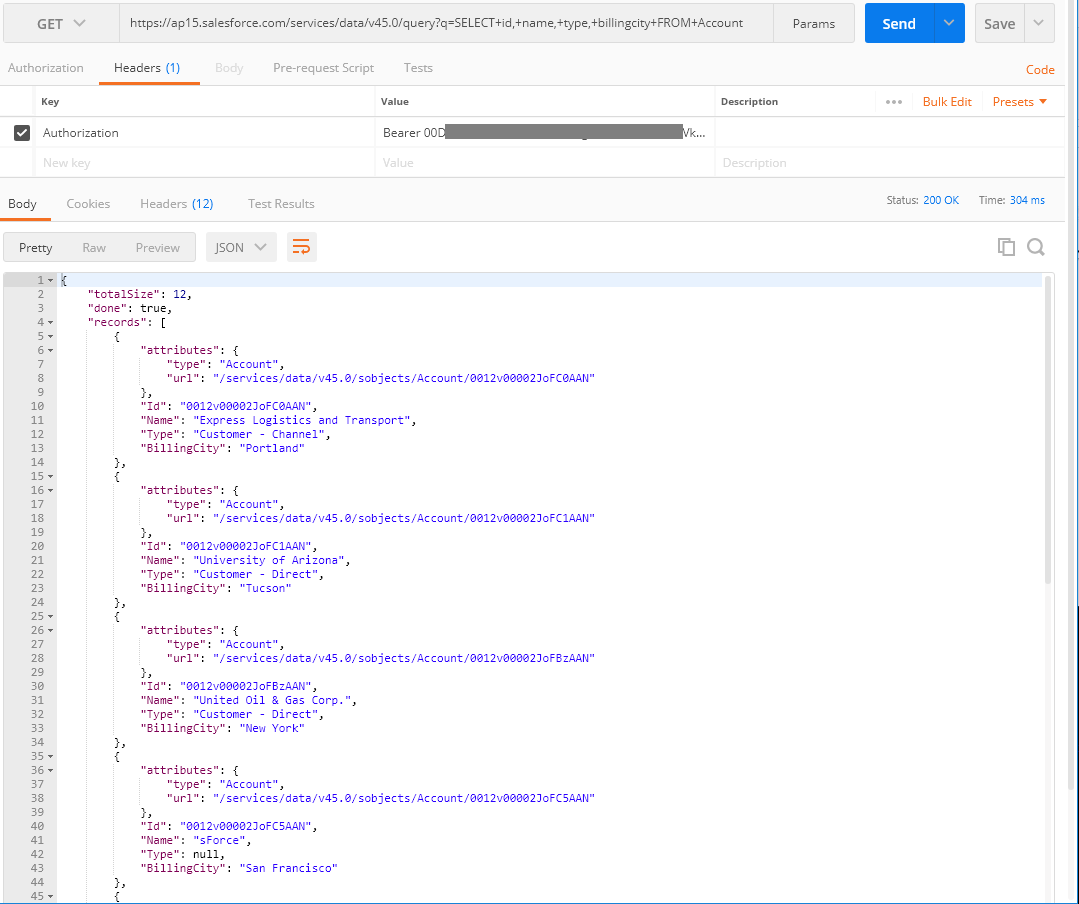 GET https://ap15.salesforce.com/services/data/v45.0/query?q=SELECT+id,+name,+type,+billingcity+FROM+Account Params Send Save
Authorization Headers (1) Body Pre-request Script Tests Code
Key Value Description ••• Bulk Edit Presets
Authorization Bearer 00D Vk...
New key Value Description
Body Cookies Headers (12) Test Results Status: 200 OK Time: 304 ms
Pretty Raw Preview JSON
1 {
2 "totalSize": 12,
3 "done": true,
4 "records": [
5 {
6 "attributes": {
7 "type": "Account",
8 "url": "/services/data/v45.0/sobjects/Account/0012v00002JoFC0AAN"
9 },
10 "Id": "0012v00002JoFC0AAN",
11 "Name": "Express Logistics and Transport",
12 "Type": "Customer - Channel",
13 "BillingCity": "Portland"
14 },
15 {
16 "attributes": {
17 "type": "Account",
18 "url": "/services/data/v45.0/sobjects/Account/0012v00002JoFC1AAN"
19 },
20 "Id": "0012v00002JoFC1AAN",
21 "Name": "University of Arizona",
22 "Type": "Customer - Direct",
23 "BillingCity": "Tucson"
24 },
25 {
26 "attributes": {
27 "type": "Account",
28 "url": "/services/data/v45.0/sobjects/Account/0012v00002JoFBzAAN"
29 },
30 "Id": "0012v00002JoFBzAAN",
31 "Name": "United Oil & Gas Corp.",
32 "Type": "Customer - Direct",
33 "BillingCity": "New York"
34 },
35 {
36 "attributes": {
37 "type": "Account",
38 "url": "/services/data/v45.0/sobjects/Account/0012v00002JoFC5AAN"
39 },
40 "Id": "0012v00002JoFC5AAN",
41 "Name": "sForce",
42 "Type": null,
43 "BillingCity": "San Francisco"
44 },
45 {